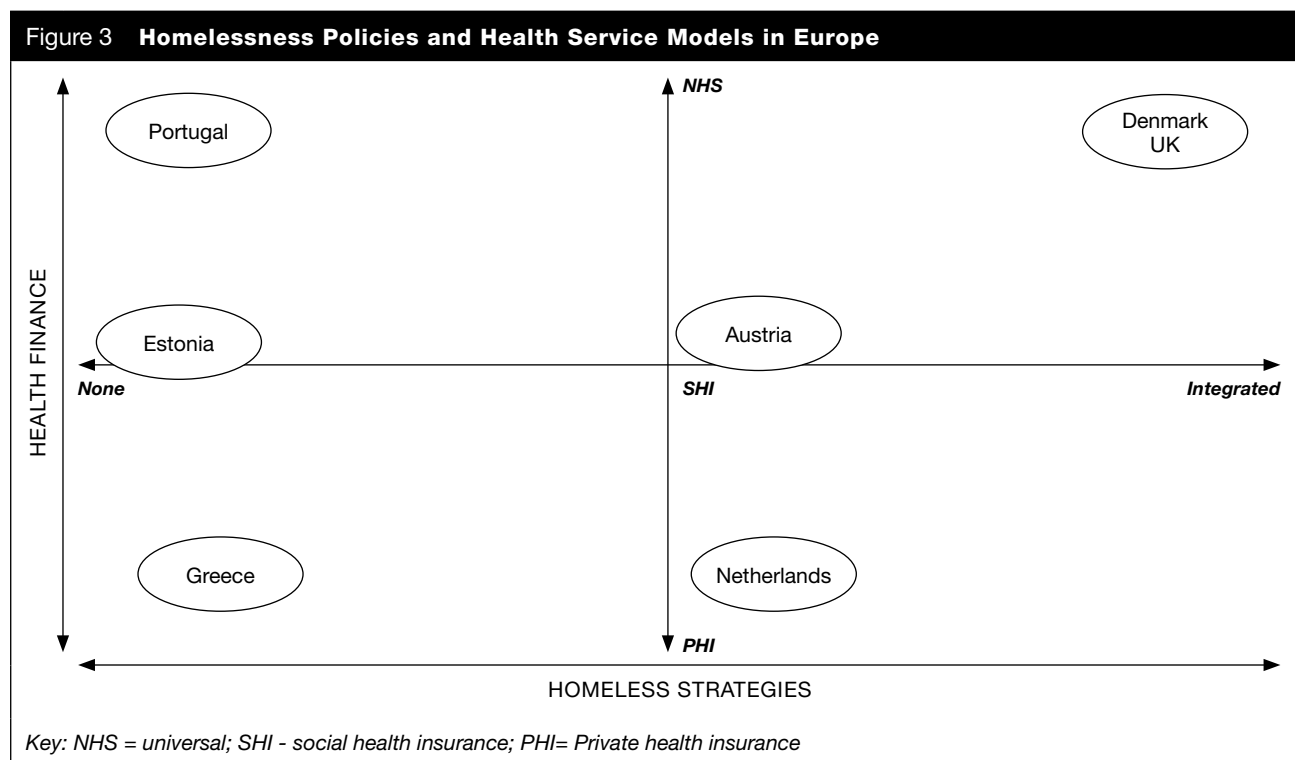 Figure 3 Homelessness Policies and Health Service Models in Europe
NHS
Portugal
Denmark
UK
HEALTH FINANCE
Estonia
Austria
None
SHI
Integrated
Greece
Netherlands
PHI
HOMELESS STRATEGIES
Key: NHS = universal; SHI - social health insurance; PHI= Private health insurance